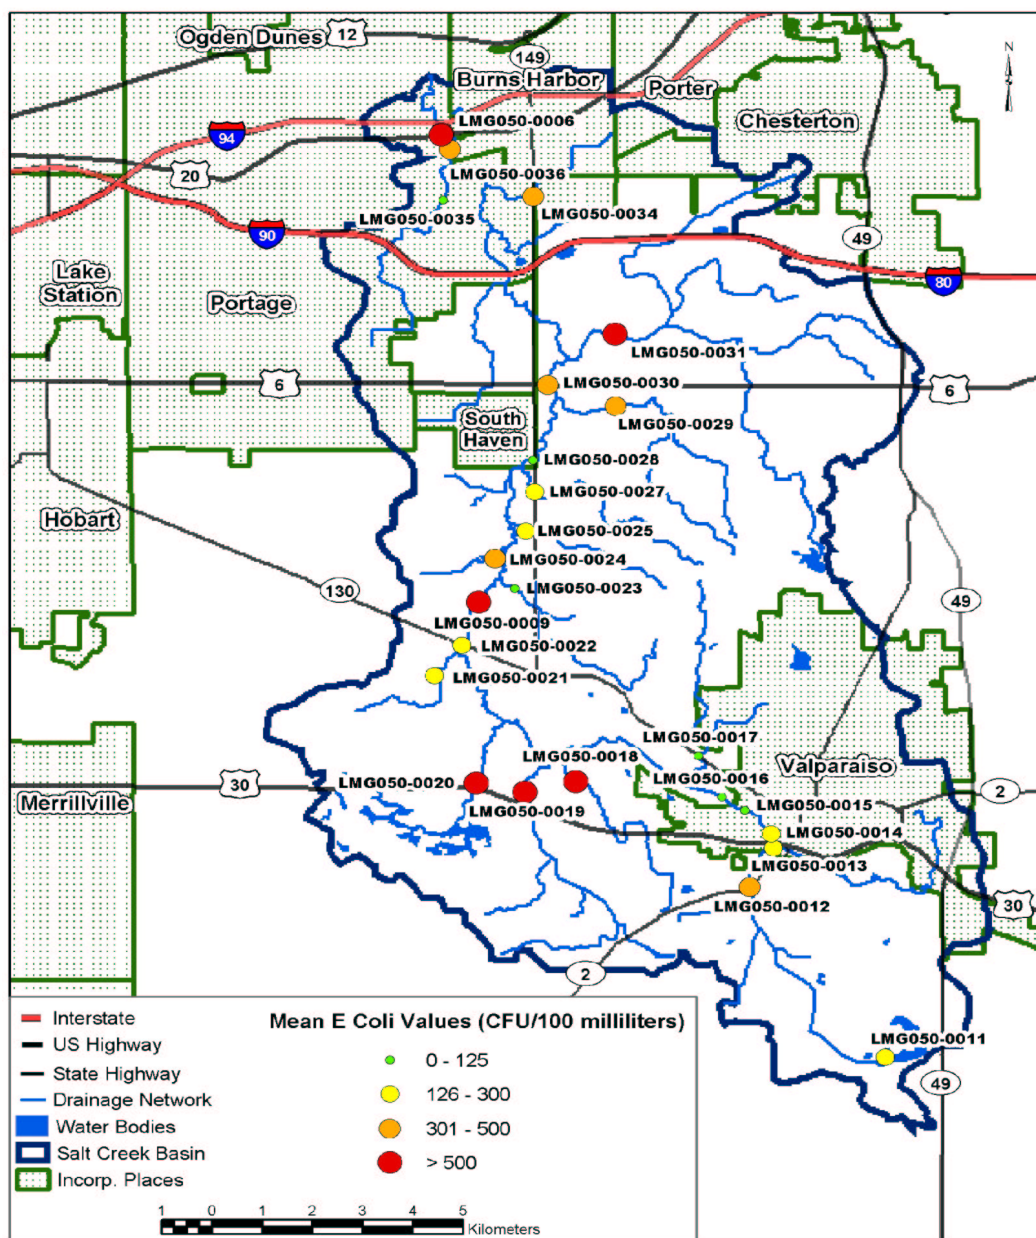 Ogden Dunes
12
149
Burns Harbor
Porter
N
Chesterton
LMG050-0006
94
20
LMG050-0036
LMG050-0035
LMG050-0034
90
49
Lake
Station
Portage
80
LMG050-0031
6
LMG050-0030
6
South
Haven
LMG050-0029
LMG050-0028
LMG050-0027
Hobart
LMG050-0025
LMG050-0024
130
LMG050-0023
49
LMG050-0009
LMG050-0022
LMG050-0021
LMG050-0017
LMG050-0018
LMG050-0016
Valparaiso
30
LMG050-0020
2
Merrillville
LMG050-0019
LMG050-0015
LMG050-0014
LMG050-0013
LMG050-0012
30
2
LMG050-0011
49
Interstate
US Highway
State Highway
Drainage Network
Water Bodies
Salt Creek Basin
Incorp. Places
Mean E Coli Values (CFU/100 milliliters)
0 - 125
126 - 300
301 - 500
> 500
1 0 1 2 3 4 5
Kilometers